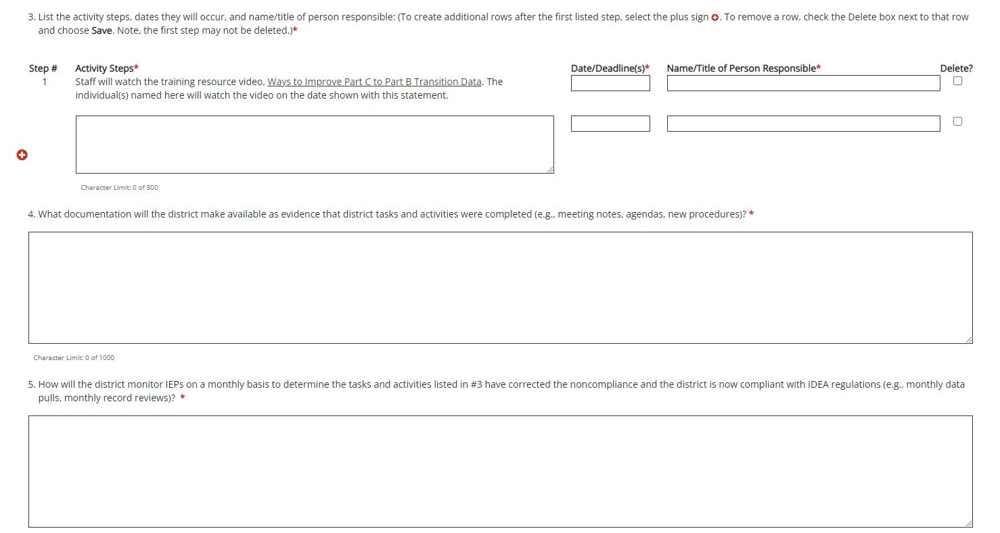 3. List the activity steps, dates they will occur, and name/title of person responsible: (To create additional rows after the first listed step, select the plus sign . To remove a row, check the Delete box next to that row
and choose Save. Note, the first step may not be deleted.)*
Step # Activity Steps* Date/Deadline(s)* Name/Title of Person Responsible* Delete?
1 Staff will watch the training resource video, Ways to Improve Part C to Part B Transition Data. The
individual(s) named here will watch the video on the date shown with this statement.
Character Limit: 0 of 500
4. What documentation will the district make available as evidence that district tasks and activities were completed (e.g., meeting notes, agendas, new procedures)? *
Character Limit: 0 of 1000
5. How will the district monitor IEPs on a monthly basis to determine the tasks and activities listed in #3 have corrected the noncompliance and the district is now compliant with IDEA regulations (e.g., monthly data
pulls, monthly record reviews)? *